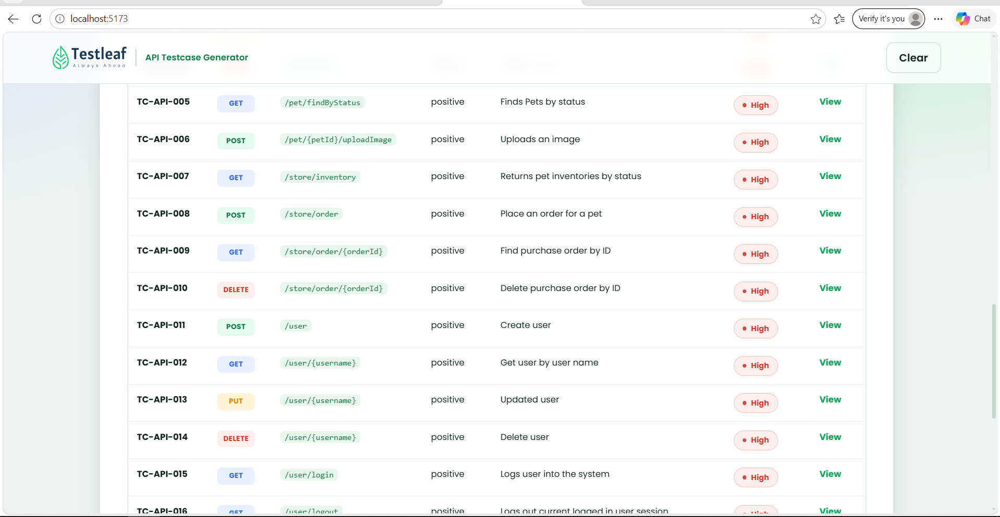 localhost:5173
Verify it's you
Chat
Testleaf
Always Ahead
API Testcase Generator
Clear
TC-API-005 GET /pet/findByStatus positive Finds Pets by status High View
TC-API-006 POST /pet/{petId}/uploadImage positive Uploads an image High View
TC-API-007 GET /store/inventory positive Returns pet inventories by status High View
TC-API-008 POST /store/order positive Place an order for a pet High View
TC-API-009 GET /store/order/{orderId} positive Find purchase order by ID High View
TC-API-010 DELETE /store/order/{orderId} positive Delete purchase order by ID High View
TC-API-011 POST /user positive Create user High View
TC-API-012 GET /user/{username} positive Get user by user name High View
TC-API-013 PUT /user/{username} positive Updated user High View
TC-API-014 DELETE /user/{username} positive Delete user High View
TC-API-015 GET /user/login positive Logs user into the system High View
TC-API-016 GET /user/logout positive Logs out current logged in user session High View